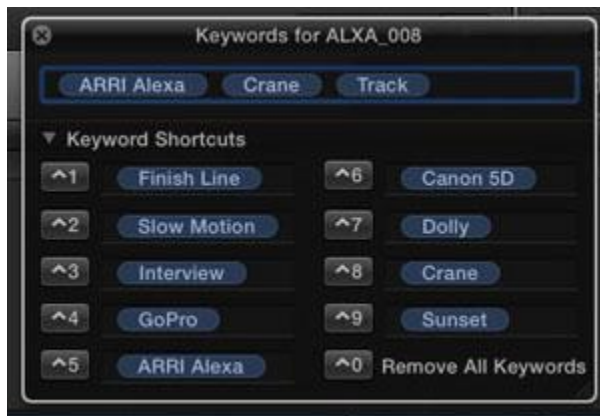 Keywords for ALXA_008
ARRI Alexa Crane Track
Keyword Shortcuts
^1 Finish Line
^2 Slow Motion
^3 Interview
^4 GoPro
^5 ARRI Alexa
^6 Canon 5D
^7 Dolly
^8 Crane
^9 Sunset
^0 Remove All Keywords